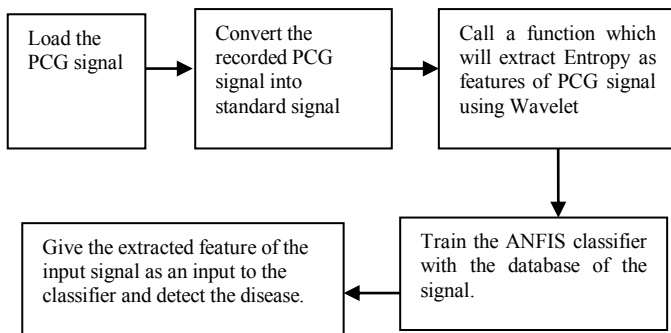 Load the
PCG signal
Convert the
recorded PCG
signal into
standard signal
Call a function which
will extract Entropy as
features of PCG signal
using Wavelet
Train the ANFIS classifier
with the database of the
signal.
Give the extracted feature of the
input signal as an input to the
classifier and detect the disease.